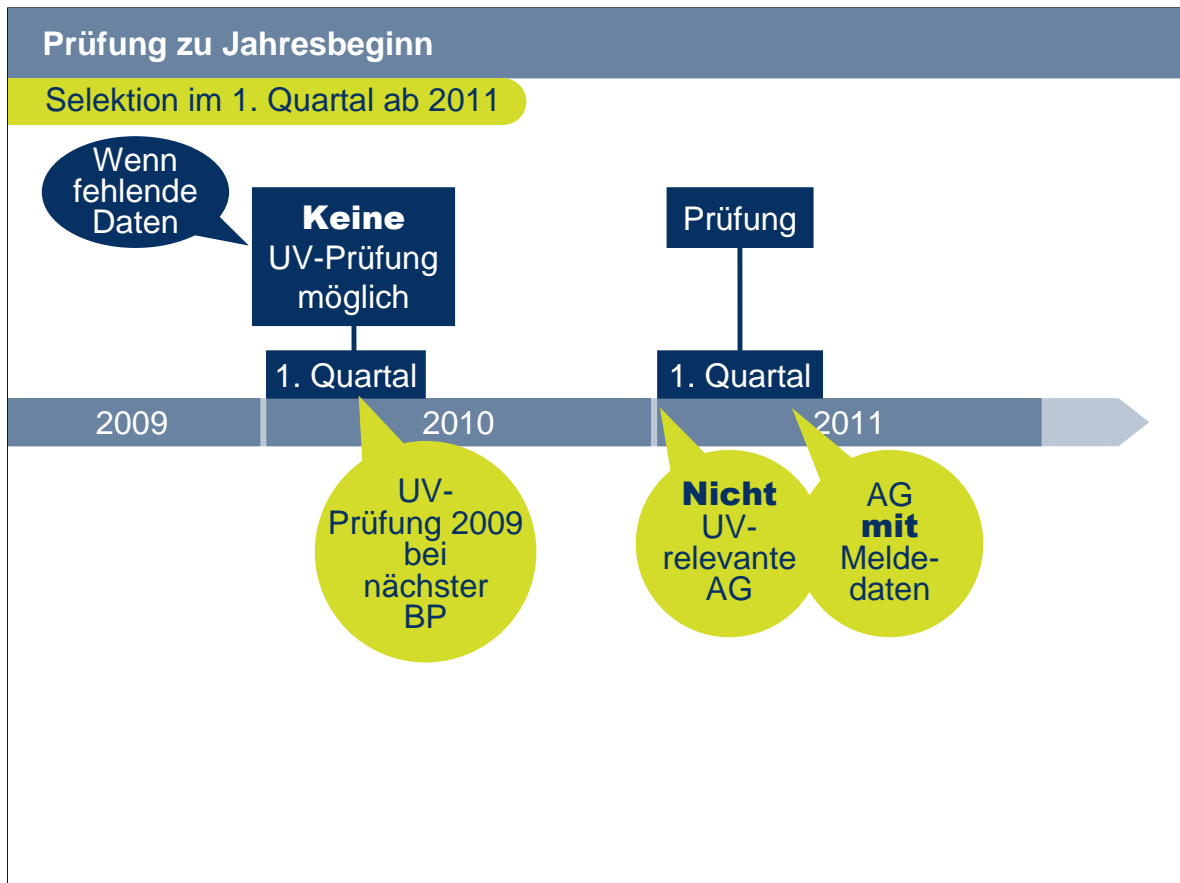 Prüfung zu Jahresbeginn
Selektion im 1. Quartal ab 2011
Wenn
fehlende
Daten
Keine
UV-Prüfung
möglich
Prüfung
1. Quartal
1. Quartal
2009
2010
2011
UV-
Prüfung 2009
bei
nächster
BP
Nicht
UV-
relevante
AG
AG
mit
Melde-
daten